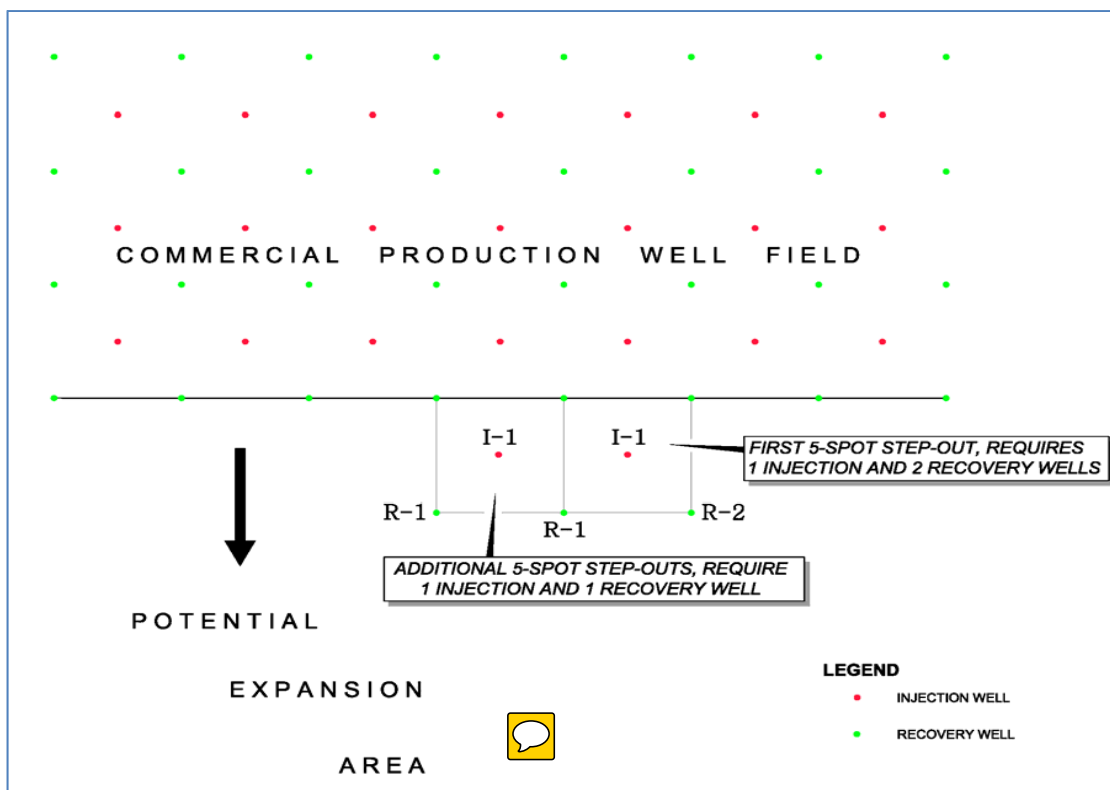 COMMERCIAL PRODUCTION WELL FIELD
I-1
I-1
FIRST 5-SPOT STEP-OUT, REQUIRES
1 INJECTION AND 2 RECOVERY WELLS
R-1
R-1
R-2
ADDITIONAL 5-SPOT STEP-OUTS, REQUIRE
1 INJECTION AND 1 RECOVERY WELL
POTENTIAL
EXPANSION
AREA
LEGEND
INJECTION WELL
RECOVERY WELL